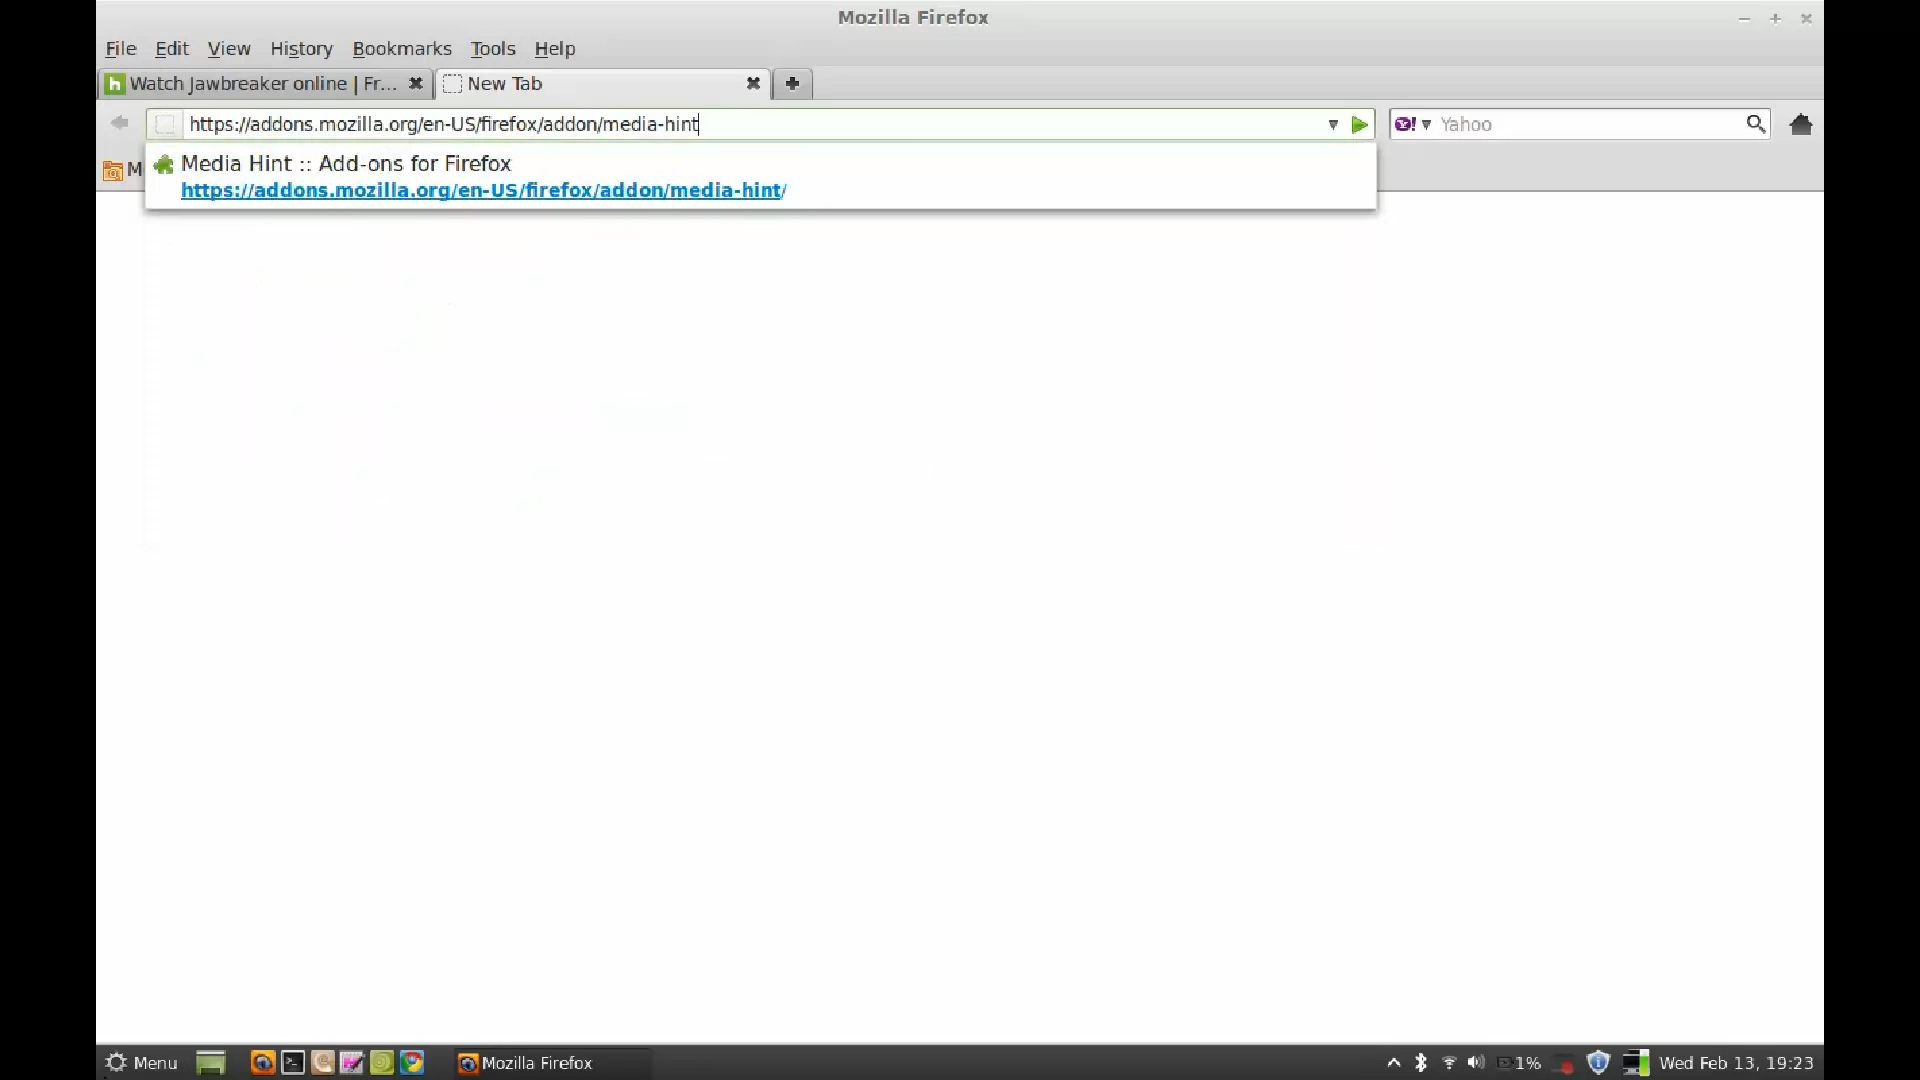 Mozilla Firefox
File Edit View History Bookmarks Tools Help
Watch Jawbreaker online | Fr... New Tab
https://addons.mozilla.org/en-US/firefox/addon/media-hint Yahoo
M Media Hint :: Add-ons for Firefox
https://addons.mozilla.org/en-US/firefox/addon/media-hint/
Menu Mozilla Firefox 1% Wed Feb 13, 19:23